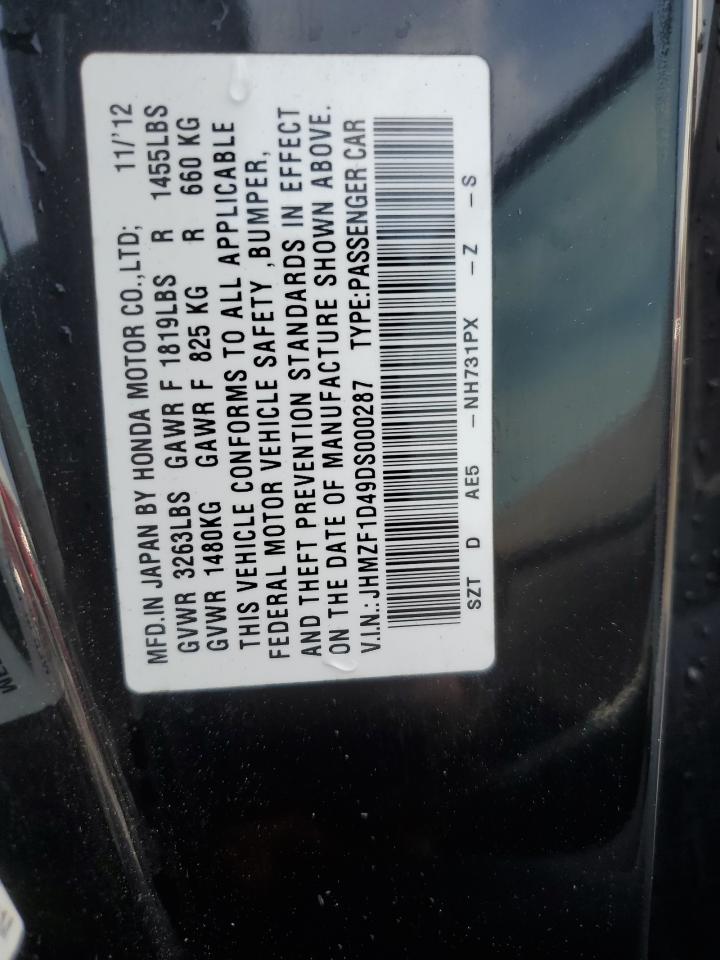 MFD.IN JAPAN BY HONDA MOTOR CO.,LTD; 11/'12
GVWR 3263LBS GAWR F 1819LBS R 1455LBS
GVWR 1480KG GAWR F 825 KG R 660 KG
THIS VEHICLE CONFORMS TO ALL APPLICABLE
FEDERAL MOTOR VEHICLE SAFETY ,BUMPER,
AND THEFT PREVENTION STANDARDS IN EFFECT
ON THE DATE OF MANUFACTURE SHOWN ABOVE.
V.I.N.: JHMZF1D49DS000287 TYPE:PASSENGER CAR
SZT D AE5 -NH731PX -Z -S